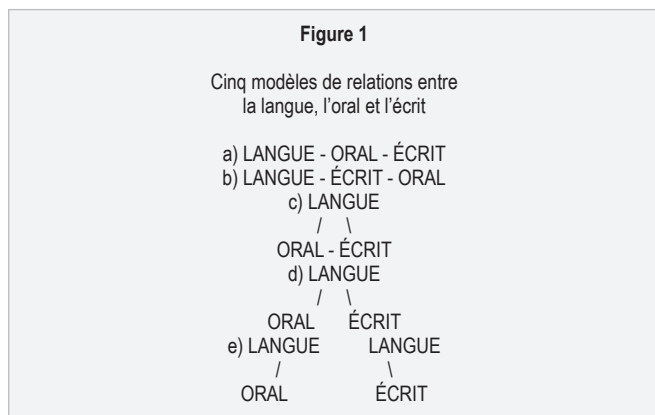 Figure 1
Cinq modèles de relations entre
la langue, l’oral et l’écrit
a) LANGUE - ORAL - ÉCRIT
b) LANGUE - ÉCRIT - ORAL
c) LANGUE
/ \
ORAL - ÉCRIT
d) LANGUE
/ \
ORAL ÉCRIT
e) LANGUE LANGUE
/ \
ORAL ÉCRIT